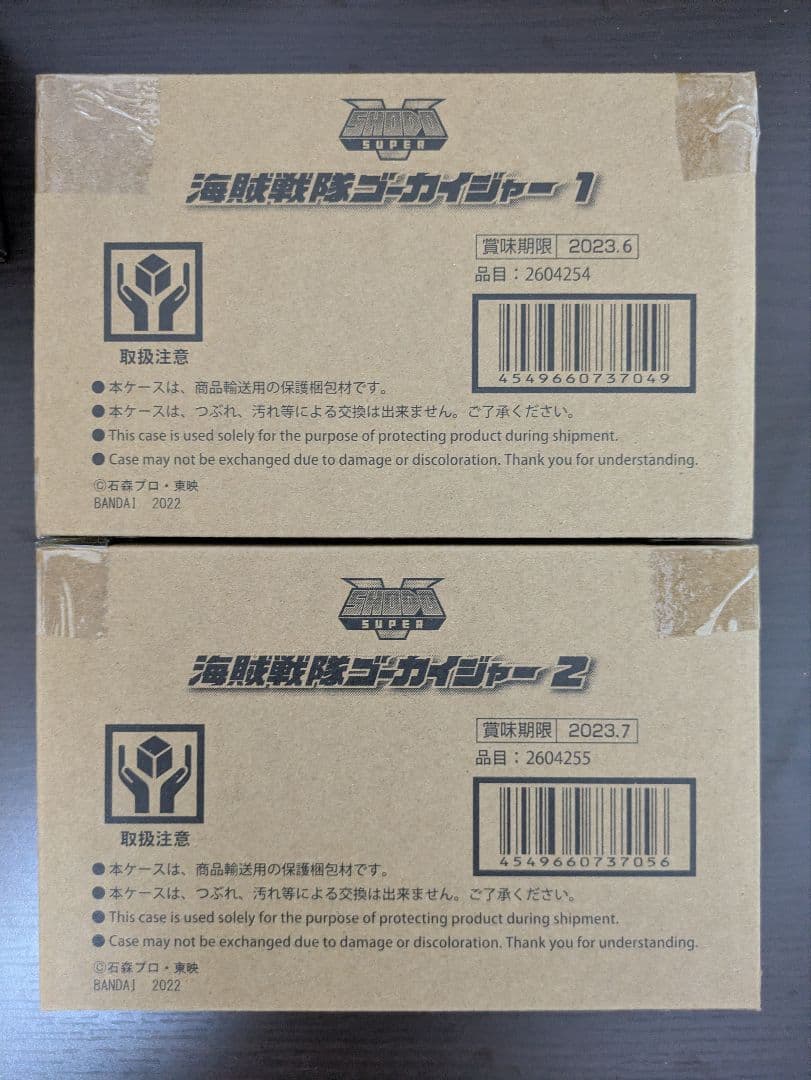 SHODO
SUPER
海賊戦隊ゴーカイジャー 1
賞味期限 2023.6
品目：2604254
4549660737049
取扱注意
●本ケースは、商品輸送用の保護梱包材です。
●本ケースは、つぶれ、汚れ等による交換は出来ません。ご了承ください。
●This case is used solely for the purpose of protecting product during shipment.
●Case may not be exchanged due to damage or discoloration. Thank you for understanding.
©石森プロ・東映
BANDAI 2022
SHODO
SUPER
海賊戦隊ゴーカイジャー 2
賞味期限 2023.7
品目：2604255
4549660737056
取扱注意
●本ケースは、商品輸送用の保護梱包材です。
●本ケースは、つぶれ、汚れ等による交換は出来ません。ご了承ください。
●This case is used solely for the purpose of protecting product during shipment.
●Case may not be exchanged due to damage or discoloration. Thank you for understanding.
©石森プロ・東映
BANDAI 2022